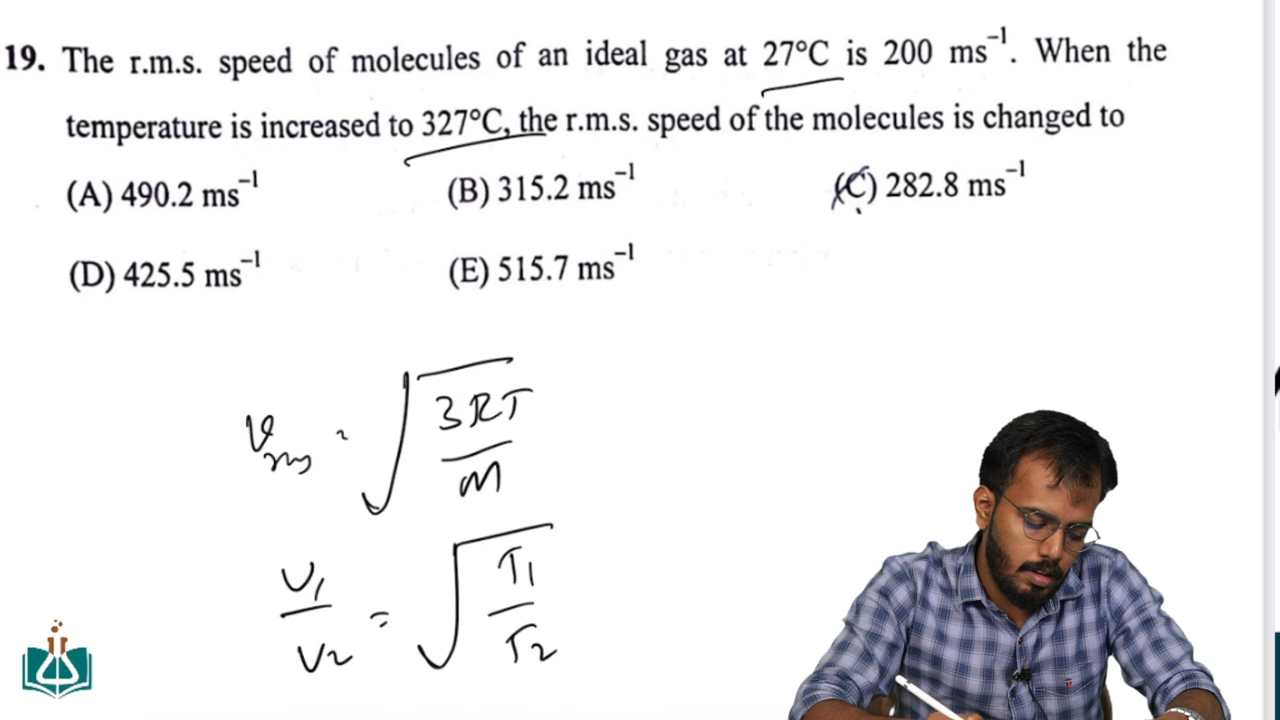 19. The r.m.s. speed of molecules of an ideal gas at 27°C is 200 ms⁻¹. When the
temperature is increased to 327°C, the r.m.s. speed of the molecules is changed to
(A) 490.2 ms⁻¹ (B) 315.2 ms⁻¹ (C) 282.8 ms⁻¹
(D) 425.5 ms⁻¹ (E) 515.7 ms⁻¹
V_rms = √(3RT/M)
V₁/V₂ = √(T₁/T₂)